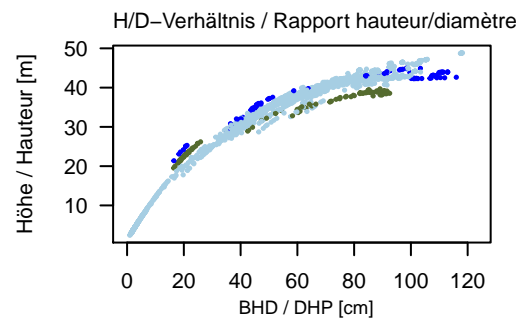 H/D−Verhältnis / Rapport hauteur/diamètre
Höhe / Hauteur [m]
50
40
30
20
10
0 20 40 60 80 100 120
BHD / DHP [cm]